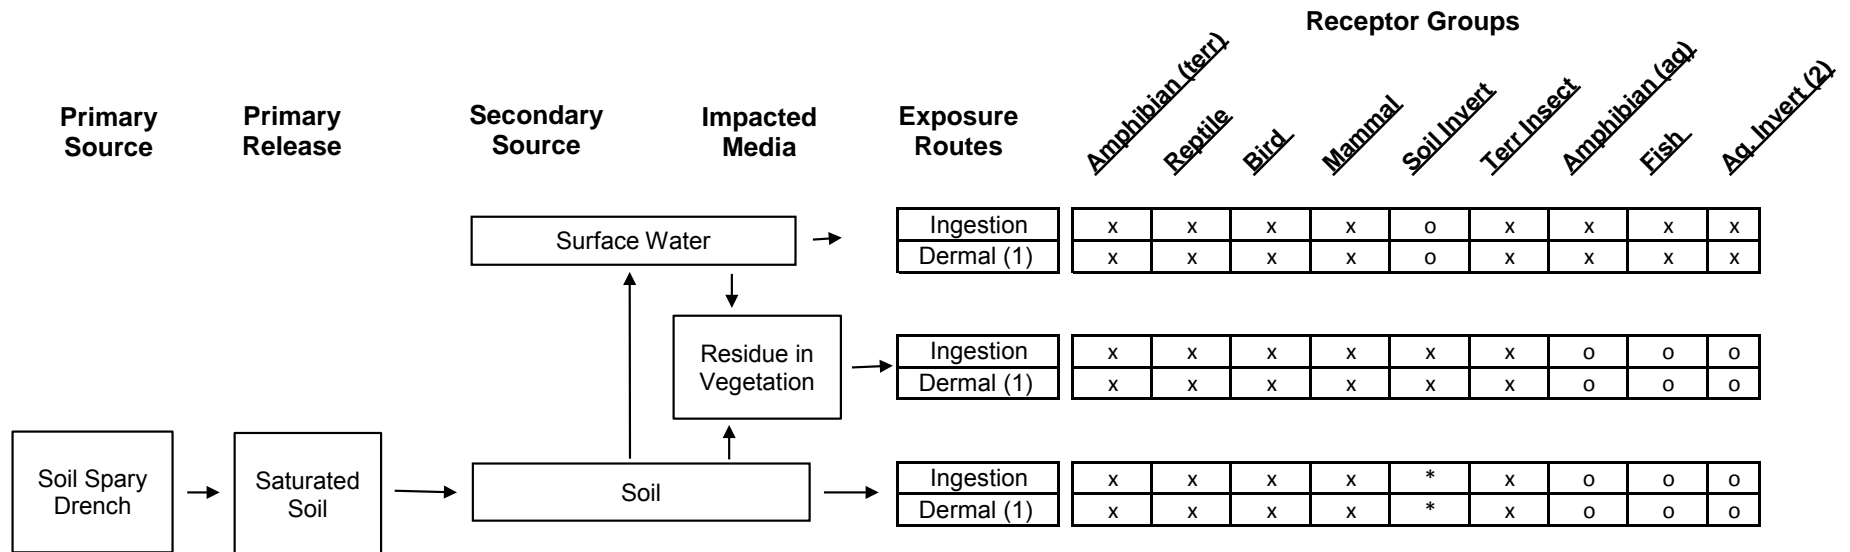 Receptor Groups
Primary
Source
Primary
Release
Secondary
Source
Impacted
Media
Exposure
Routes
Amphibian (terr)
Reptile
Bird
Mammal
Soil Invert
Terr Insect
Amphibian (aq)
Fish
Aq. Invert (2)
Surface Water
Ingestion x x x x o x x x x
Dermal (1) x x x x o x x x x
Residue in
Vegetation
Ingestion x x x x x x o o o
Dermal (1) x x x x x x o o o
Soil Spary
Drench
Saturated
Soil
Soil
Ingestion x x x x * x o o o
Dermal (1) x x x x * x o o o